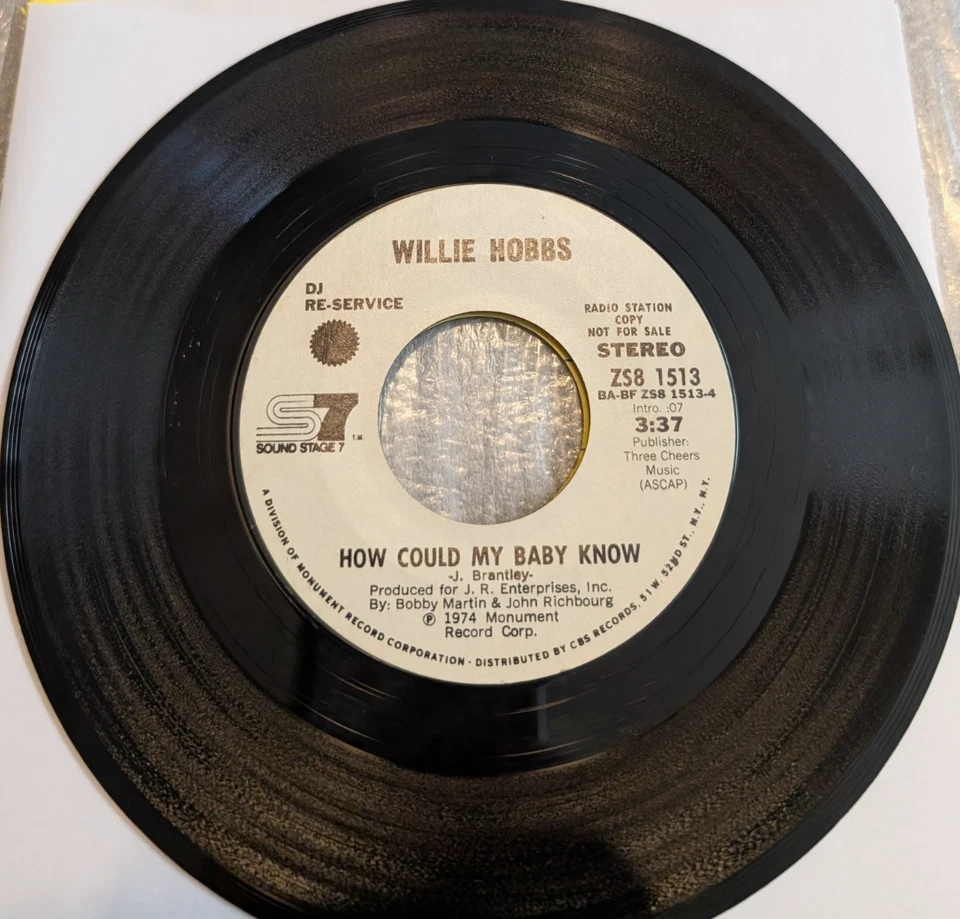 WILLIE HOBBS
DJ
RE-SERVICE
RADIO STATION
COPY
NOT FOR SALE
STEREO
ZS8 1513
BA-BF ZS8 1513-4
Intro. :07
3:37
Publisher:
Three Cheers
Music
(ASCAP)
S7
T.M.
SOUND STAGE 7
HOW COULD MY BABY KNOW
-J. Brantley-
Produced for J. R. Enterprises, Inc.
By: Bobby Martin & John Richbourg
℗ 1974 Monument
Record Corp.
A DIVISION OF MONUMENT RECORD CORPORATION · DISTRIBUTED BY CBS RECORDS, 51 W. 52ND ST., N.Y., N.Y.